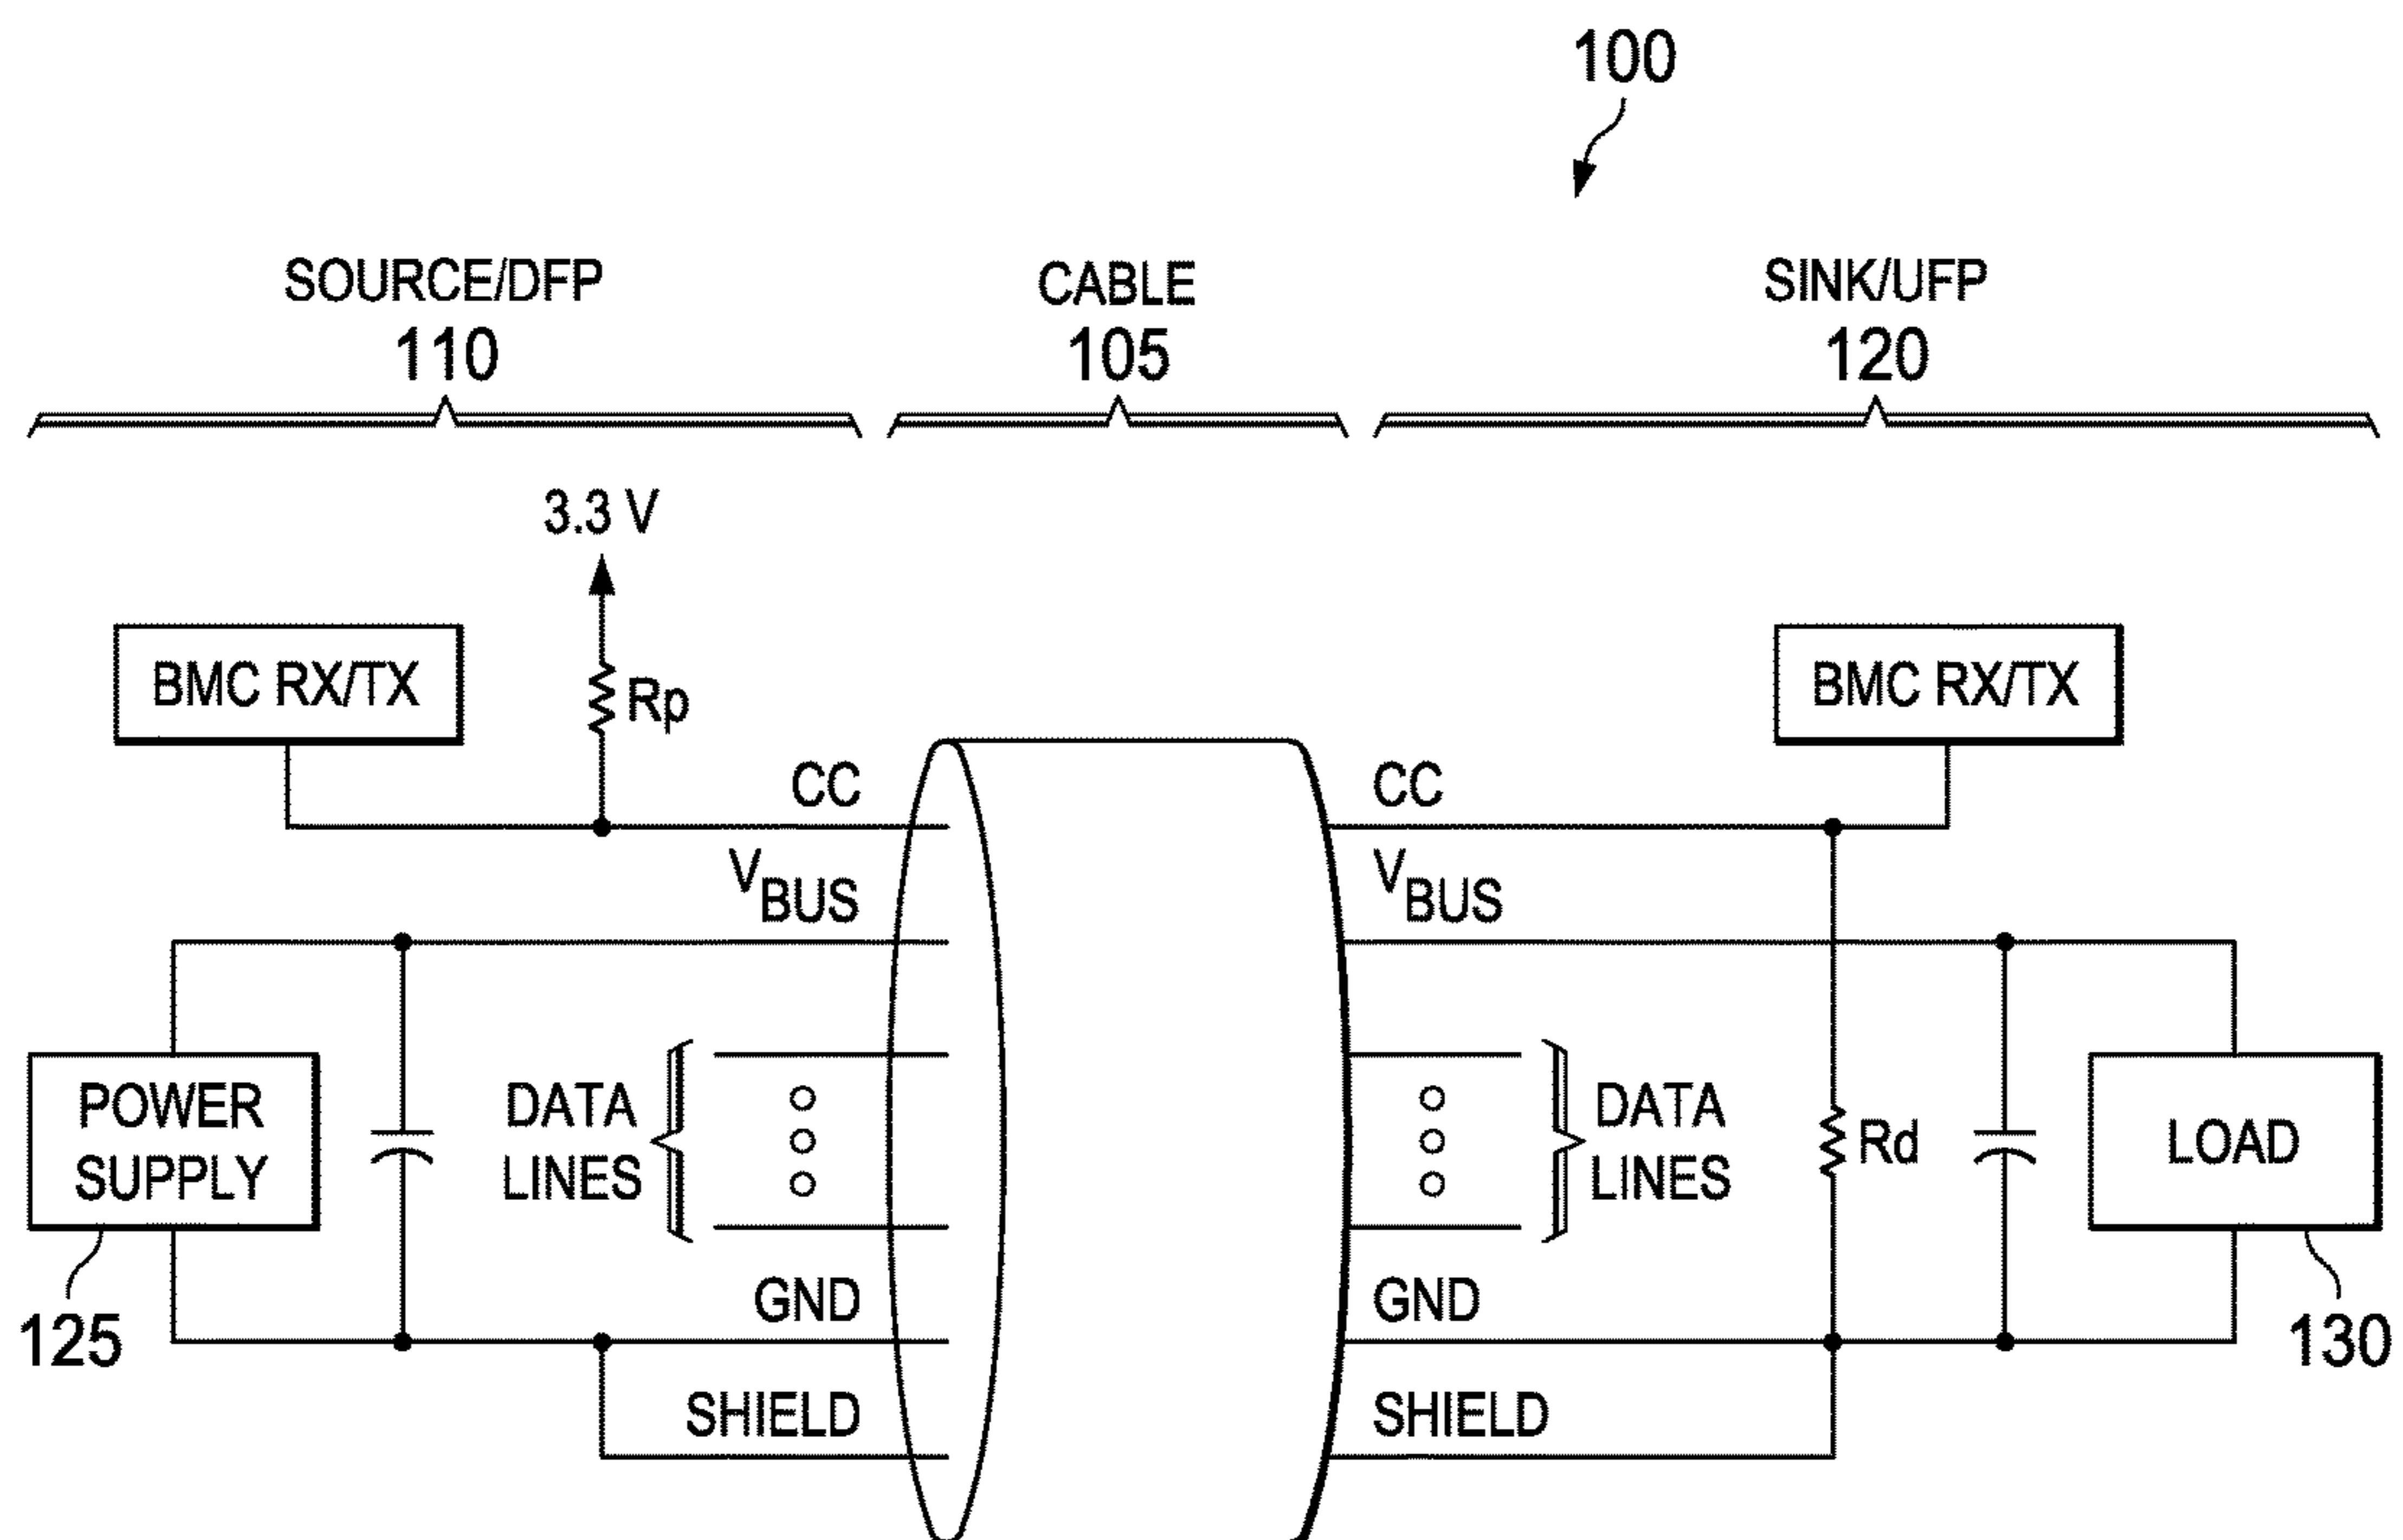 100
SOURCE/DFP
110
CABLE
105
SINK/UFP
120
3.3 V
BMC RX/TX
Rp
BMC RX/TX
CC
CC
VBUS
VBUS
POWER
SUPPLY
DATA
LINES
DATA
LINES
Rd
LOAD
GND
GND
125
130
SHIELD
SHIELD